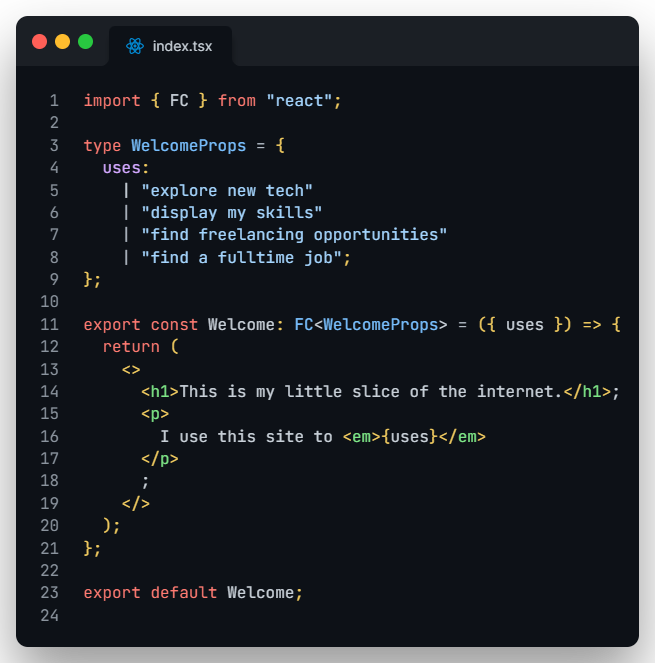 index.tsx
1 import { FC } from "react";
2
3 type WelcomeProps = {
4   uses:
5     | "explore new tech"
6     | "display my skills"
7     | "find freelancing opportunities"
8     | "find a fulltime job";
9 };
10
11 export const Welcome: FC<WelcomeProps> = ({ uses }) => {
12   return (
13     <>
14       <h1>This is my little slice of the internet.</h1>;
15       <p>
16         I use this site to <em>{uses}</em>
17       </p>
18       ;
19     </>
20   );
21 };
22
23 export default Welcome;
24